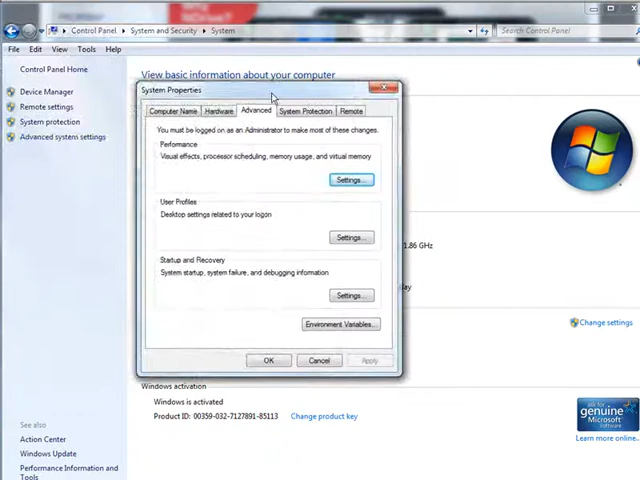 NDrive?
Control Panel ▸ System and Security ▸ System
Search Control Panel
File Edit View Tools Help
Control Panel Home
Device Manager
Remote settings
System protection
Advanced system settings
View basic information about your computer
System Properties
Computer Name Hardware Advanced System Protection Remote
You must be logged on as an Administrator to make most of these changes.
Performance
Visual effects, processor scheduling, memory usage, and virtual memory
Settings...
User Profiles
Desktop settings related to your logon
Settings...
Startup and Recovery
System startup, system failure, and debugging information
Settings...
Environment Variables...
OK Cancel Apply
1.86 GHz
Change settings
Windows activation
Windows is activated
Product ID: 00359-032-7127891-85113 Change product key
ask for
genuine
Microsoft
software
Learn more online...
See also
Action Center
Windows Update
Performance Information and
Tools